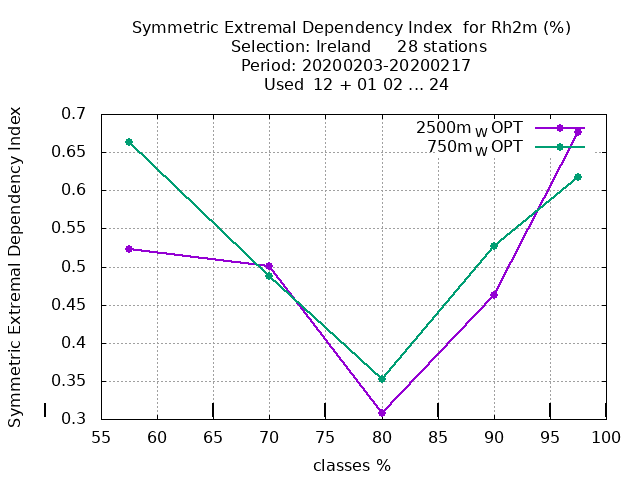 Symmetric Extremal Dependency Index  for Rh2m (%)
Selection: Ireland     28 stations
Period: 20200203-20200217
Used  12 + 01 02 ... 24
Symmetric Extremal Dependency Index
0.7
0.65
0.6
0.55
0.5
0.45
0.4
0.35
0.3
2500m W OPT
750m W OPT
55 60 65 70 75 80 85 90 95 100
classes %